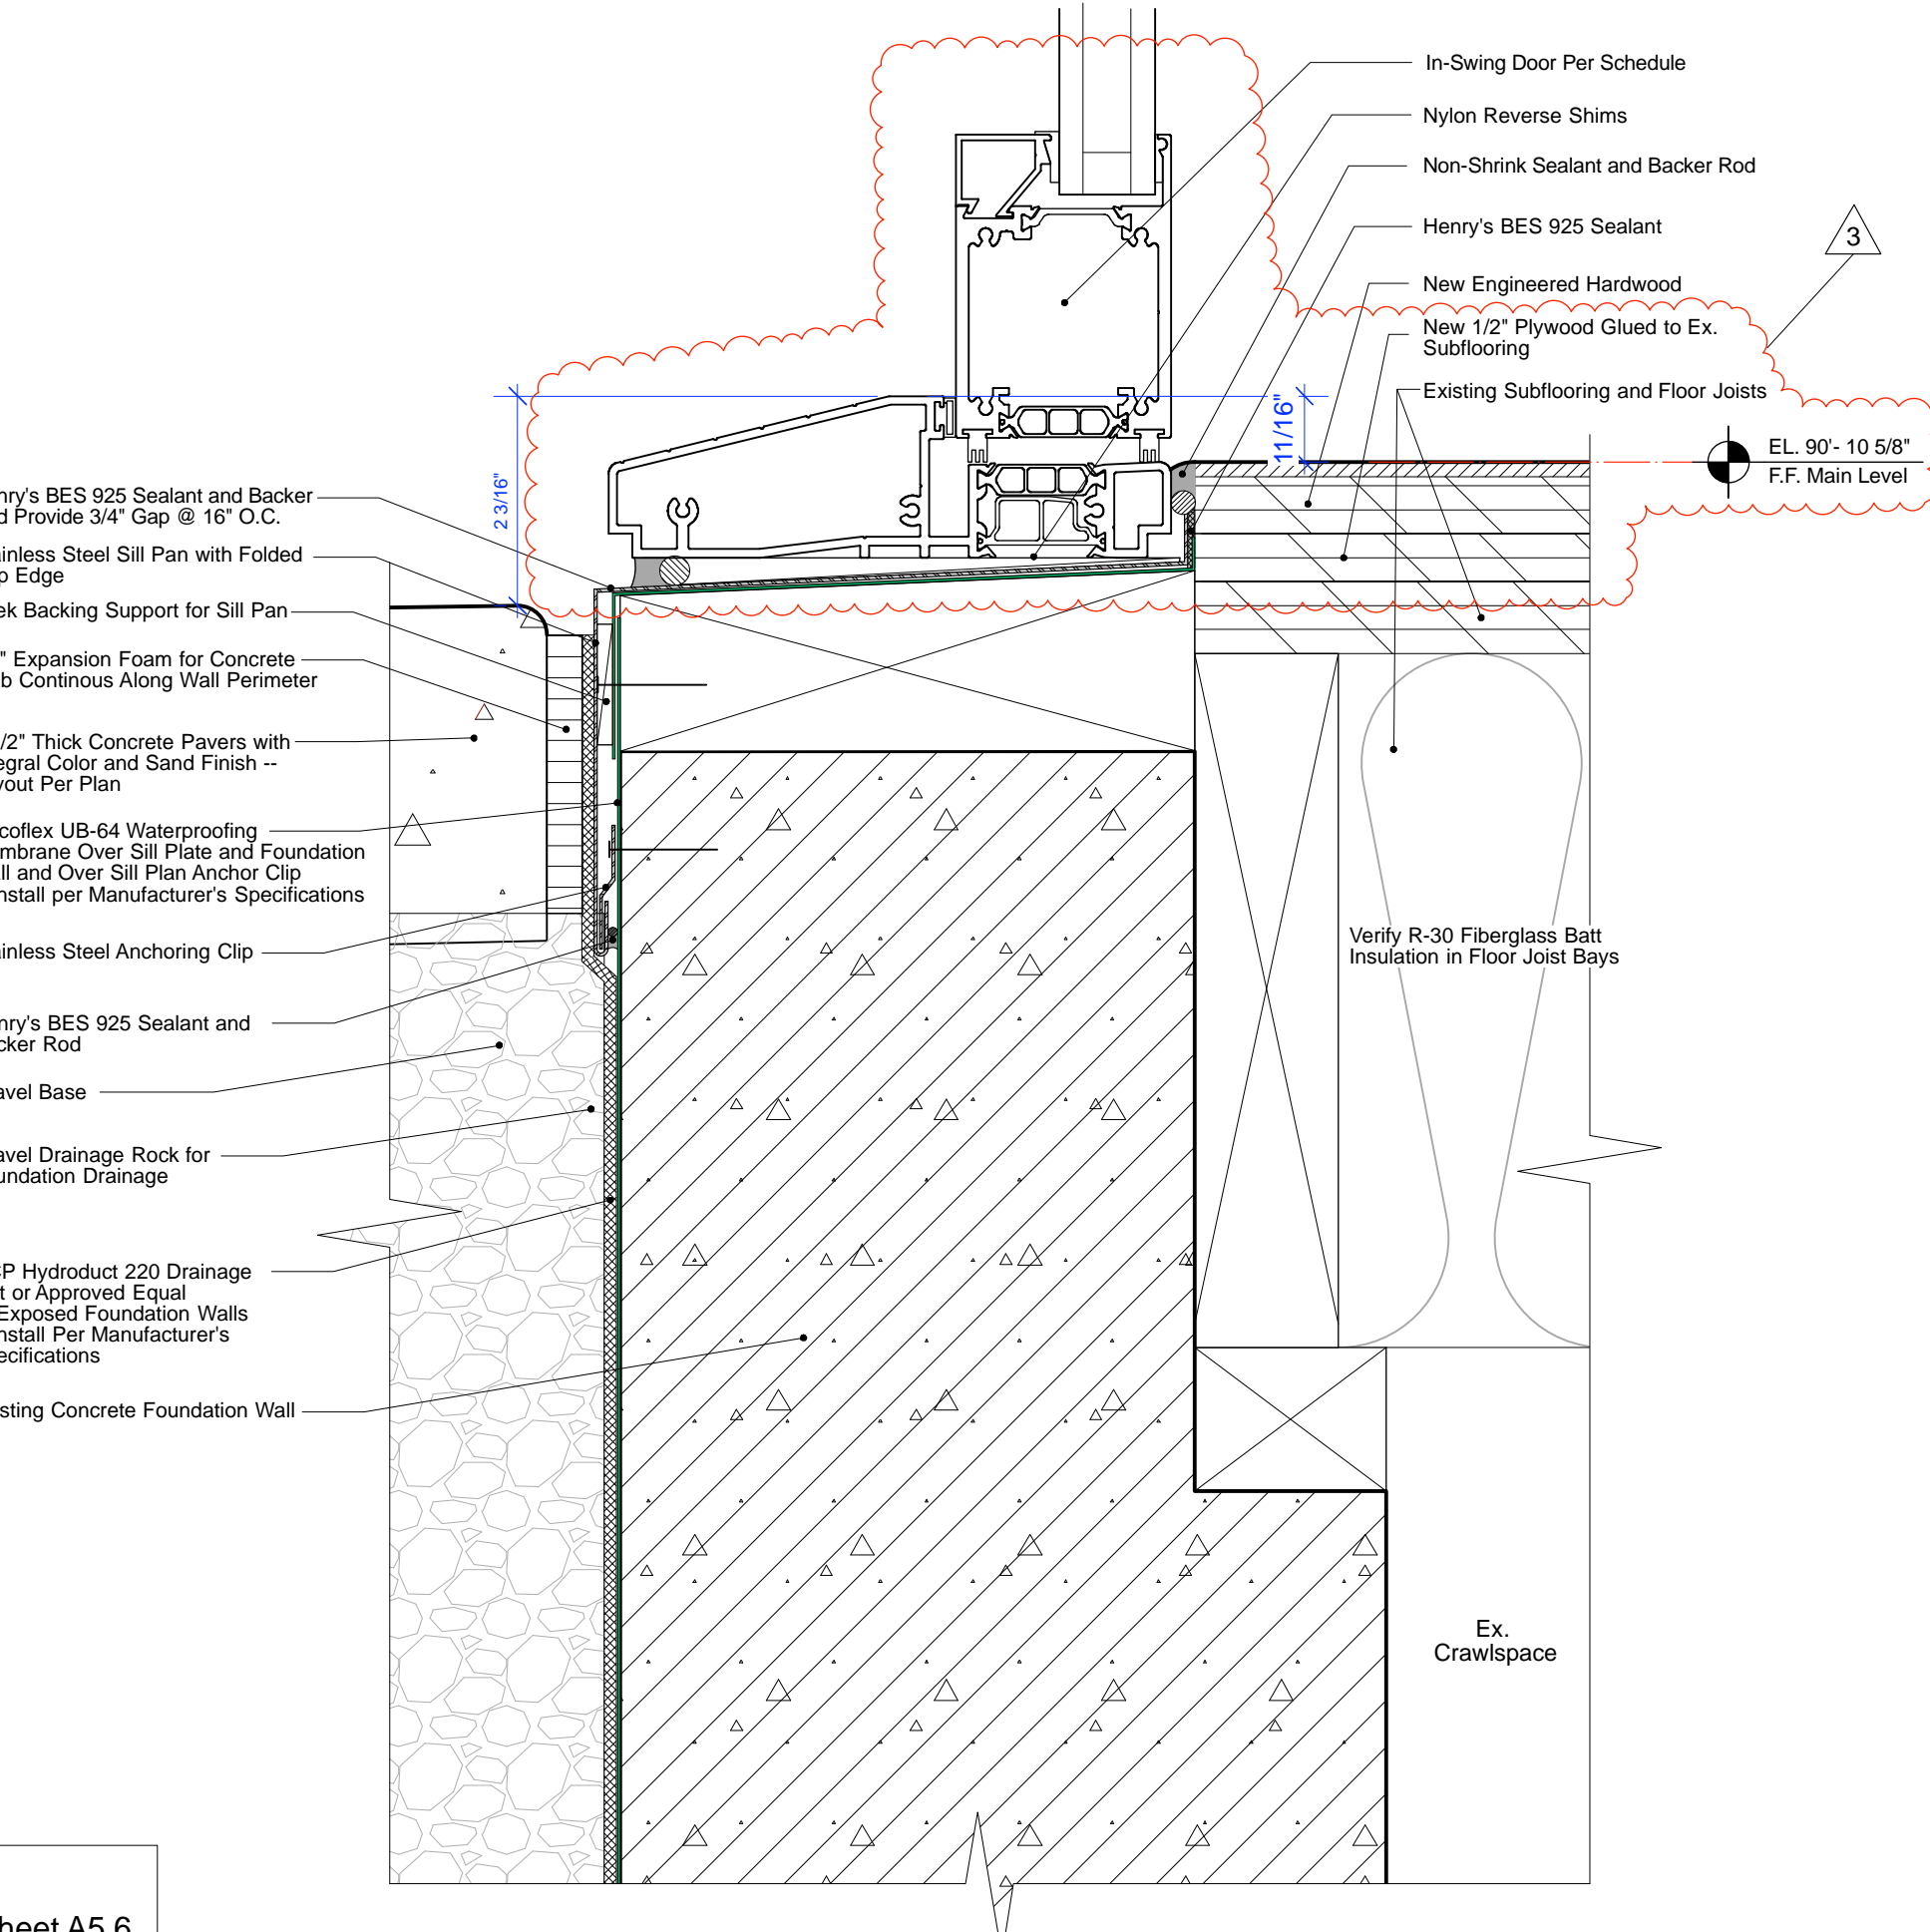 In-Swing Door Per Schedule
Nylon Reverse Shims
Non-Shrink Sealant and Backer Rod
Henry's BES 925 Sealant
3
New Engineered Hardwood
New 1/2" Plywood Glued to Ex.
Subflooring
Existing Subflooring and Floor Joists
11/16"
EL. 90'- 10 5/8"
F.F. Main Level
2 3/16"
nry's BES 925 Sealant and Backer
d Provide 3/4" Gap @ 16" O.C.
ainless Steel Sill Pan with Folded
p Edge
ek Backing Support for Sill Pan
" Expansion Foam for Concrete
b Continous Along Wall Perimeter
/2" Thick Concrete Pavers with
egral Color and Sand Finish --
yout Per Plan
coflex UB-64 Waterproofing
mbrane Over Sill Plate and Foundation
all and Over Sill Plan Anchor Clip
nstall per Manufacturer's Specifications
ainless Steel Anchoring Clip
Verify R-30 Fiberglass Batt
Insulation in Floor Joist Bays
nry's BES 925 Sealant and
cker Rod
avel Base
avel Drainage Rock for
undation Drainage
CP Hydroduct 220 Drainage
t or Approved Equal
Exposed Foundation Walls
nstall Per Manufacturer's
ecifications
sting Concrete Foundation Wall
Ex.
Crawlspace
heet A5.6